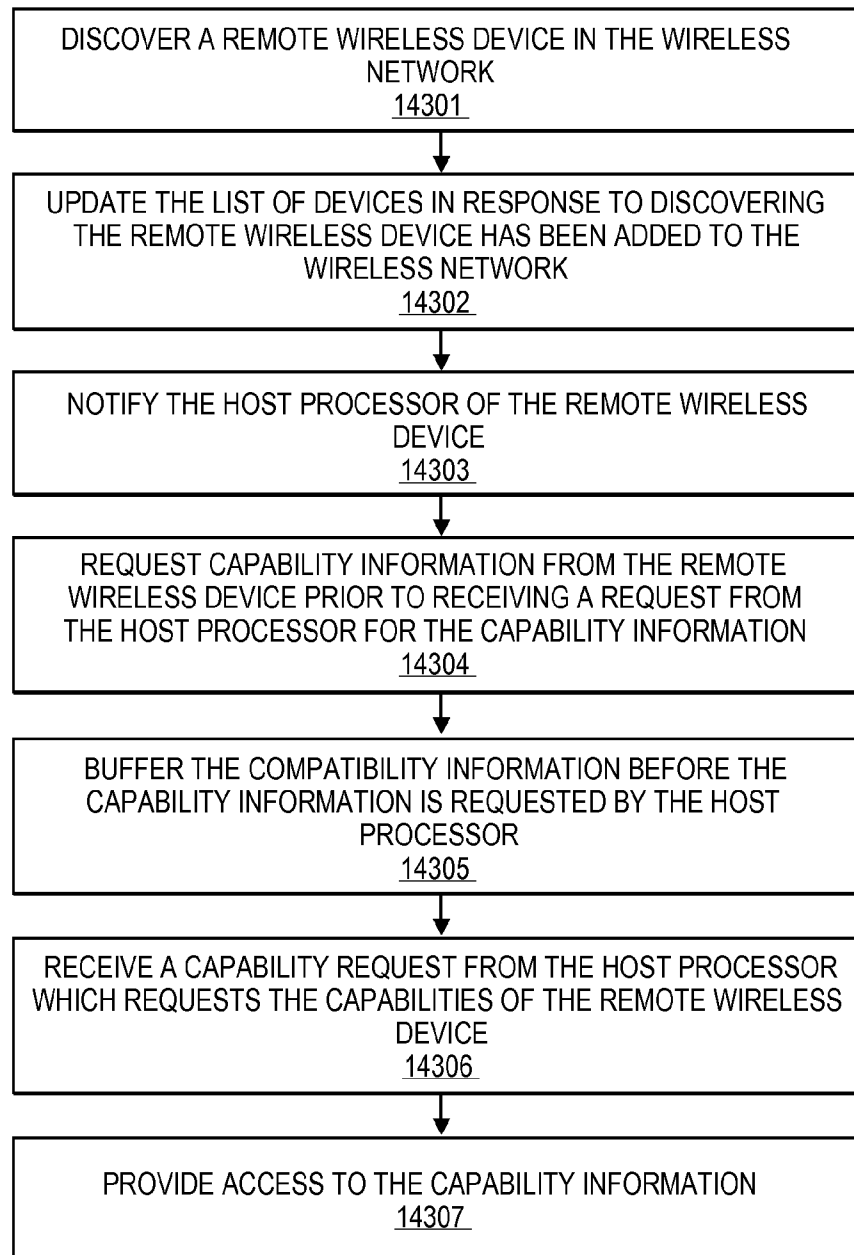 DISCOVER A REMOTE WIRELESS DEVICE IN THE WIRELESS
NETWORK
14301
UPDATE THE LIST OF DEVICES IN RESPONSE TO DISCOVERING
THE REMOTE WIRELESS DEVICE HAS BEEN ADDED TO THE
WIRELESS NETWORK
14302
NOTIFY THE HOST PROCESSOR OF THE REMOTE WIRELESS
DEVICE
14303
REQUEST CAPABILITY INFORMATION FROM THE REMOTE
WIRELESS DEVICE PRIOR TO RECEIVING A REQUEST FROM
THE HOST PROCESSOR FOR THE CAPABILITY INFORMATION
14304
BUFFER THE COMPATIBILITY INFORMATION BEFORE THE
CAPABILITY INFORMATION IS REQUESTED BY THE HOST
PROCESSOR
14305
RECEIVE A CAPABILITY REQUEST FROM THE HOST PROCESSOR
WHICH REQUESTS THE CAPABILITIES OF THE REMOTE WIRELESS
DEVICE
14306
PROVIDE ACCESS TO THE CAPABILITY INFORMATION
14307